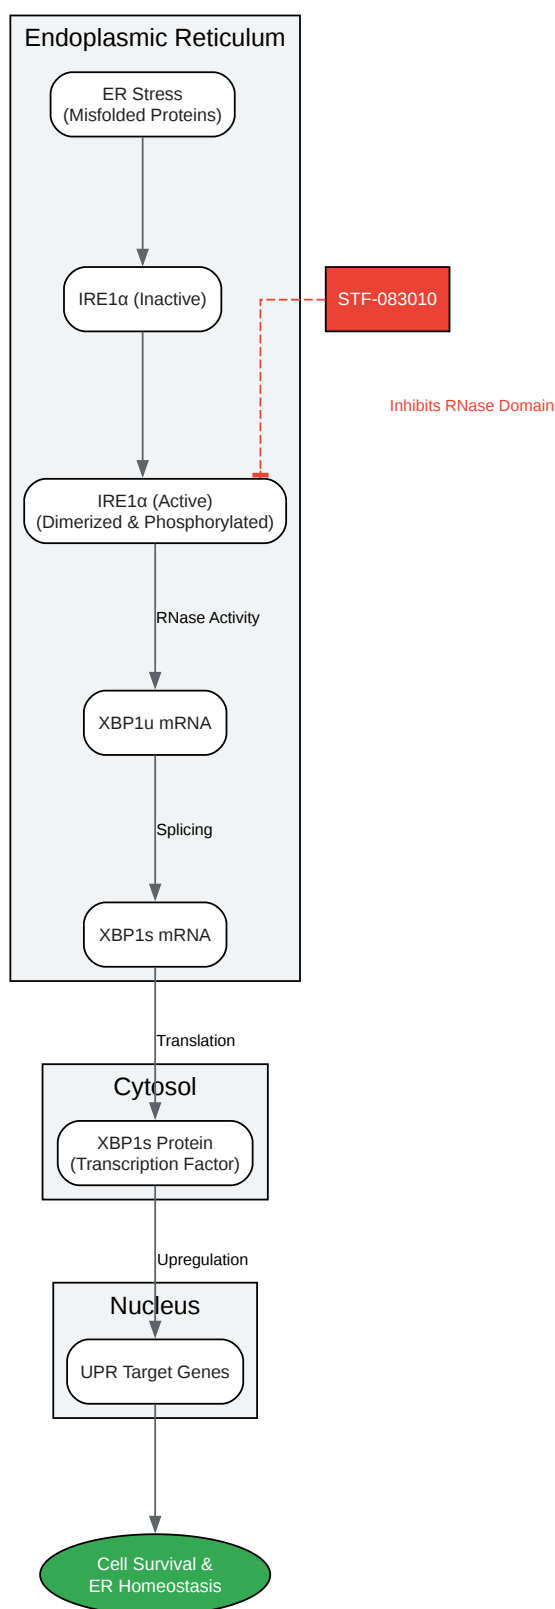 Endoplasmic Reticulum
ER Stress
(Misfolded Proteins)
IRE1α (Inactive)
STF-083010
Inhibits RNase Domain
IRE1α (Active)
(Dimerized & Phosphorylated)
RNase Activity
XBP1u mRNA
Splicing
XBP1s mRNA
Translation
Cytosol
XBP1s Protein
(Transcription Factor)
Upregulation
Nucleus
UPR Target Genes
Cell Survival &
ER Homeostasis